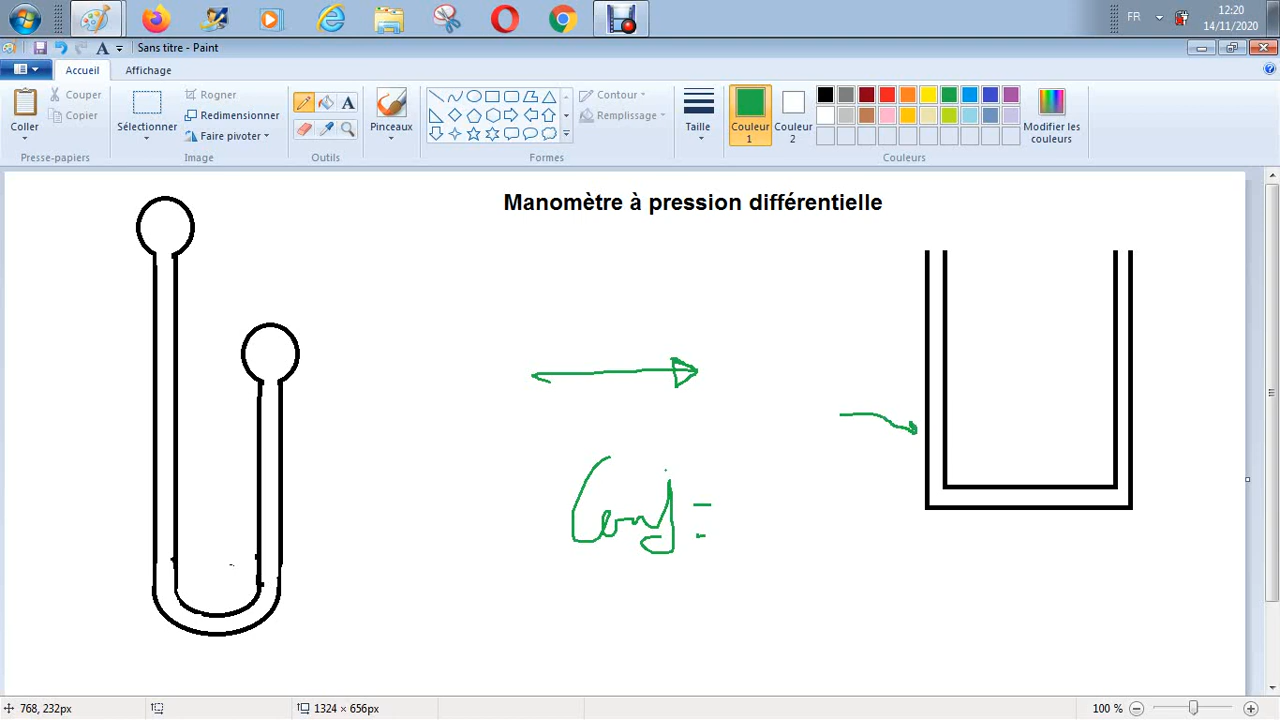 FR
12:20
14/11/2020
Sans titre - Paint
Accueil
Affichage
Coller
Couper
Copier
Presse-papiers
Sélectionner
Rogner
Redimensionner
Faire pivoter
Image
Outils
Pinceaux
Formes
Contour
Remplissage
Taille
Couleur 1
Couleur 2
Modifier les couleurs
Couleurs
Manomètre à pression différentielle
768, 232px
1324 × 656px
100 %